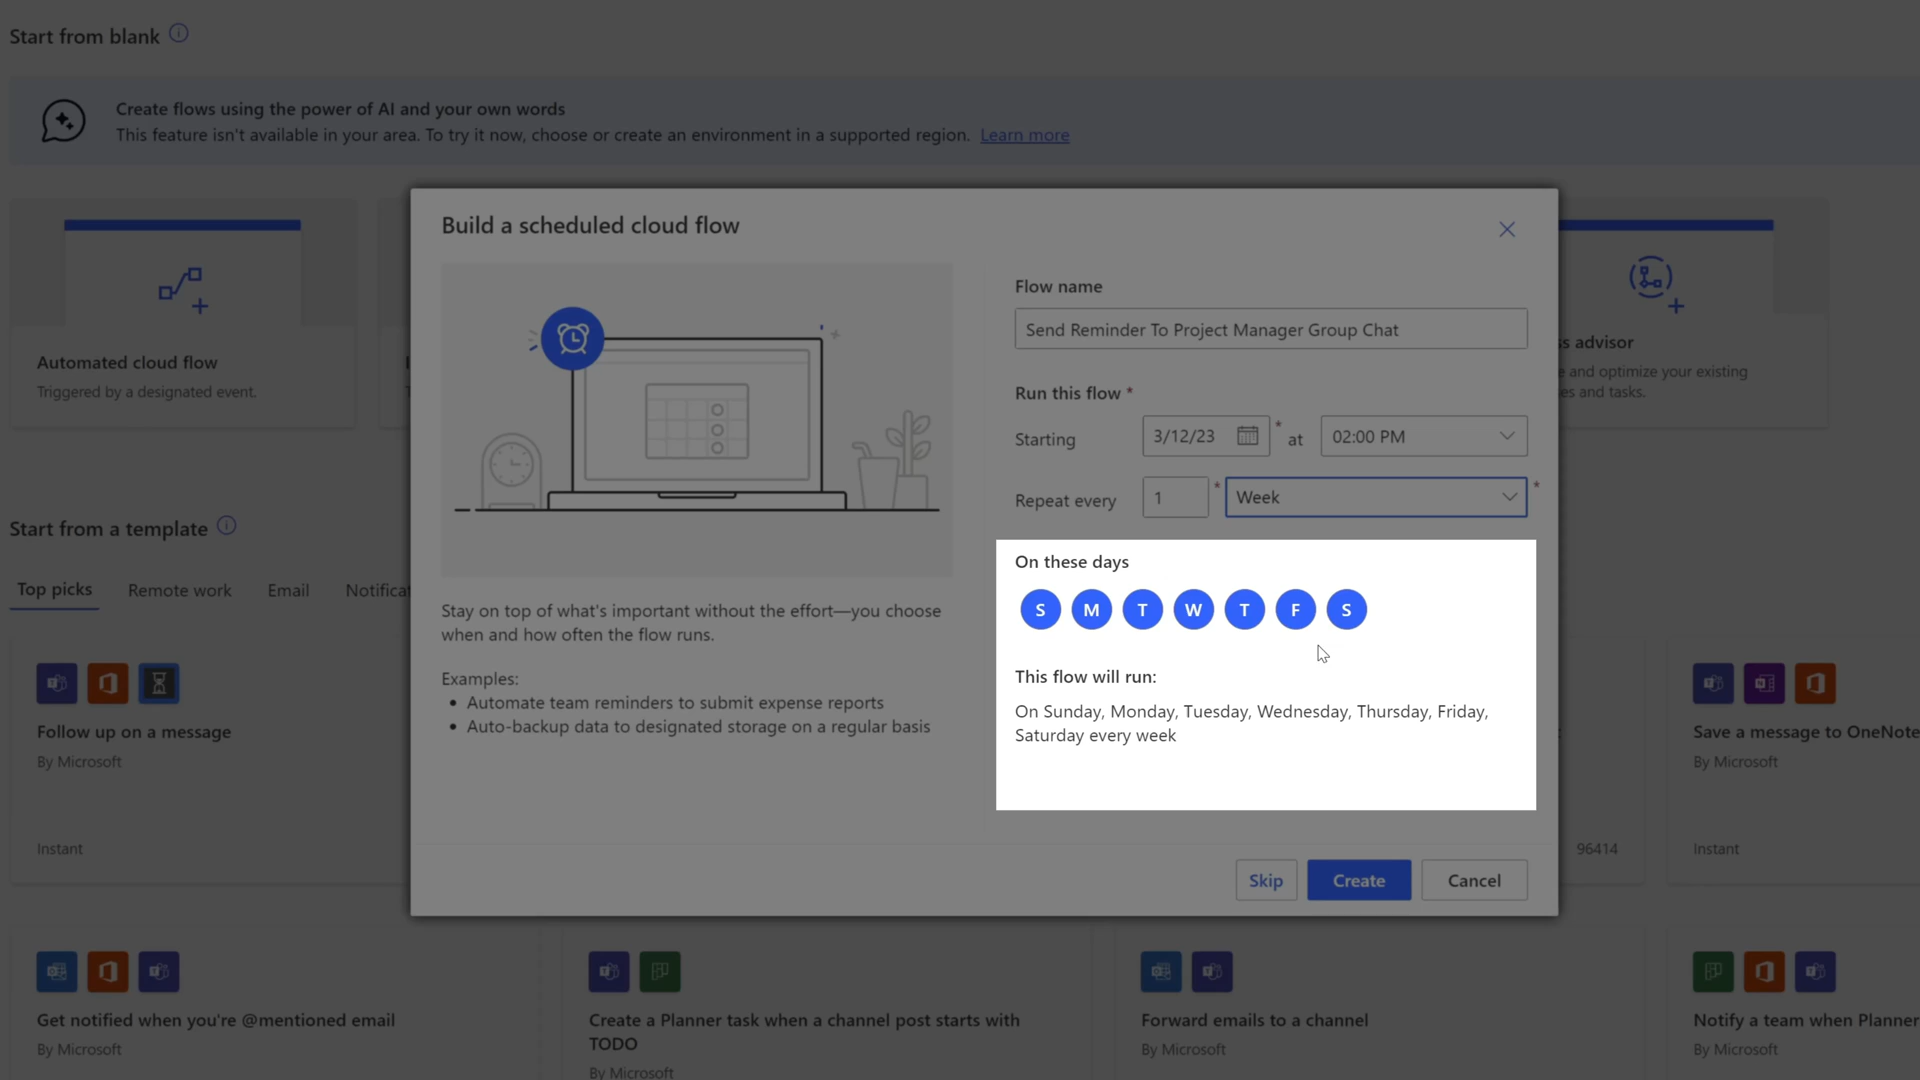 Start from blank
Create flows using the power of AI and your own words
This feature isn't available in your area. To try it now, choose or create an environment in a supported region. Learn more
Automated cloud flow
Triggered by a designated event.
s advisor
e and optimize your existing
es and tasks.
Build a scheduled cloud flow
Flow name
Send Reminder To Project Manager Group Chat
Run this flow *
Starting 3/12/23 * at 02:00 PM
Repeat every 1 * Week *
On these days
S M T W T F S
This flow will run:
On Sunday, Monday, Tuesday, Wednesday, Thursday, Friday,
Saturday every week
Stay on top of what's important without the effort—you choose
when and how often the flow runs.
Examples:
• Automate team reminders to submit expense reports
• Auto-backup data to designated storage on a regular basis
Skip Create Cancel
Start from a template
Top picks Remote work Email Notificat
Follow up on a message
By Microsoft
Instant
96414
Save a message to OneNote
By Microsoft
Instant
Get notified when you're @mentioned email
By Microsoft
Create a Planner task when a channel post starts with
TODO
By Microsoft
Forward emails to a channel
By Microsoft
Notify a team when Planner
By Microsoft